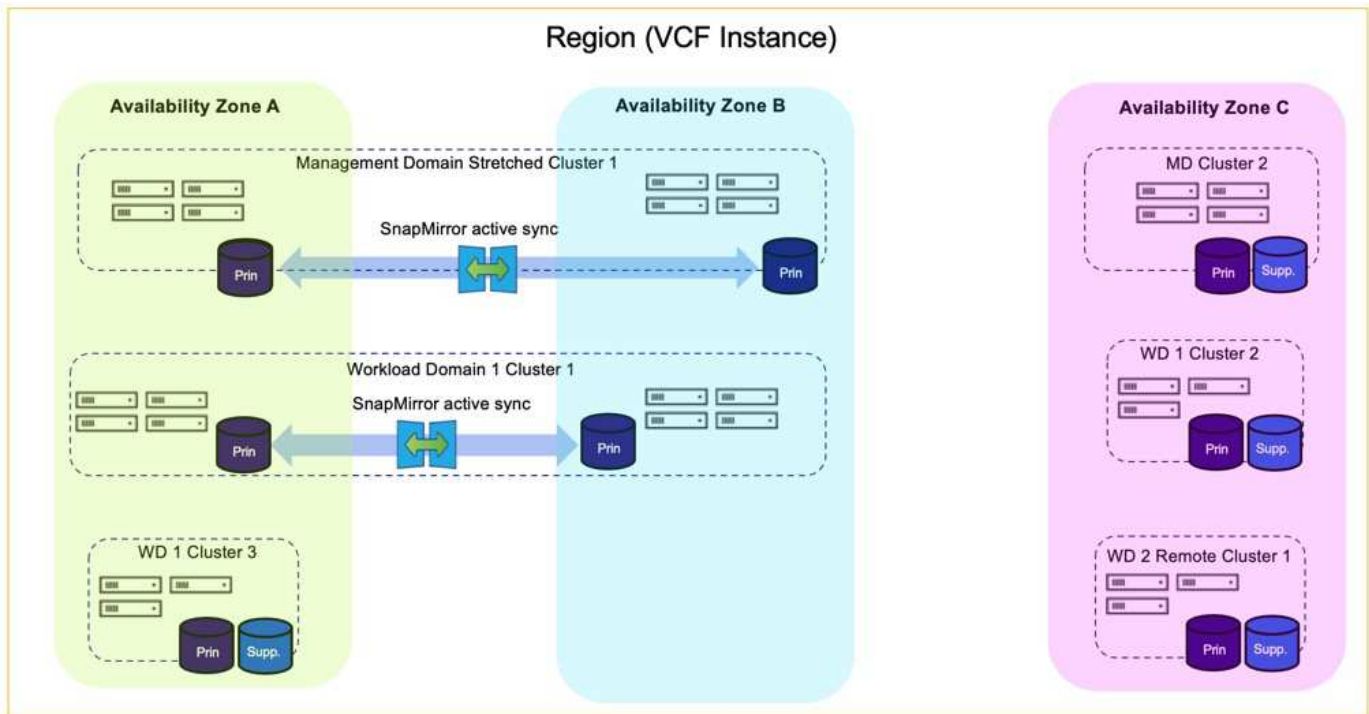 Region (VCF Instance)
Availability Zone A
Availability Zone B
Availability Zone C
Management Domain Stretched Cluster 1
SnapMirror active sync
Prin
Prin
MD Cluster 2
Prin
Supp.
Workload Domain 1 Cluster 1
SnapMirror active sync
Prin
Prin
WD 1 Cluster 2
Prin
Supp.
WD 1 Cluster 3
Prin
Supp.
WD 2 Remote Cluster 1
Prin
Supp.